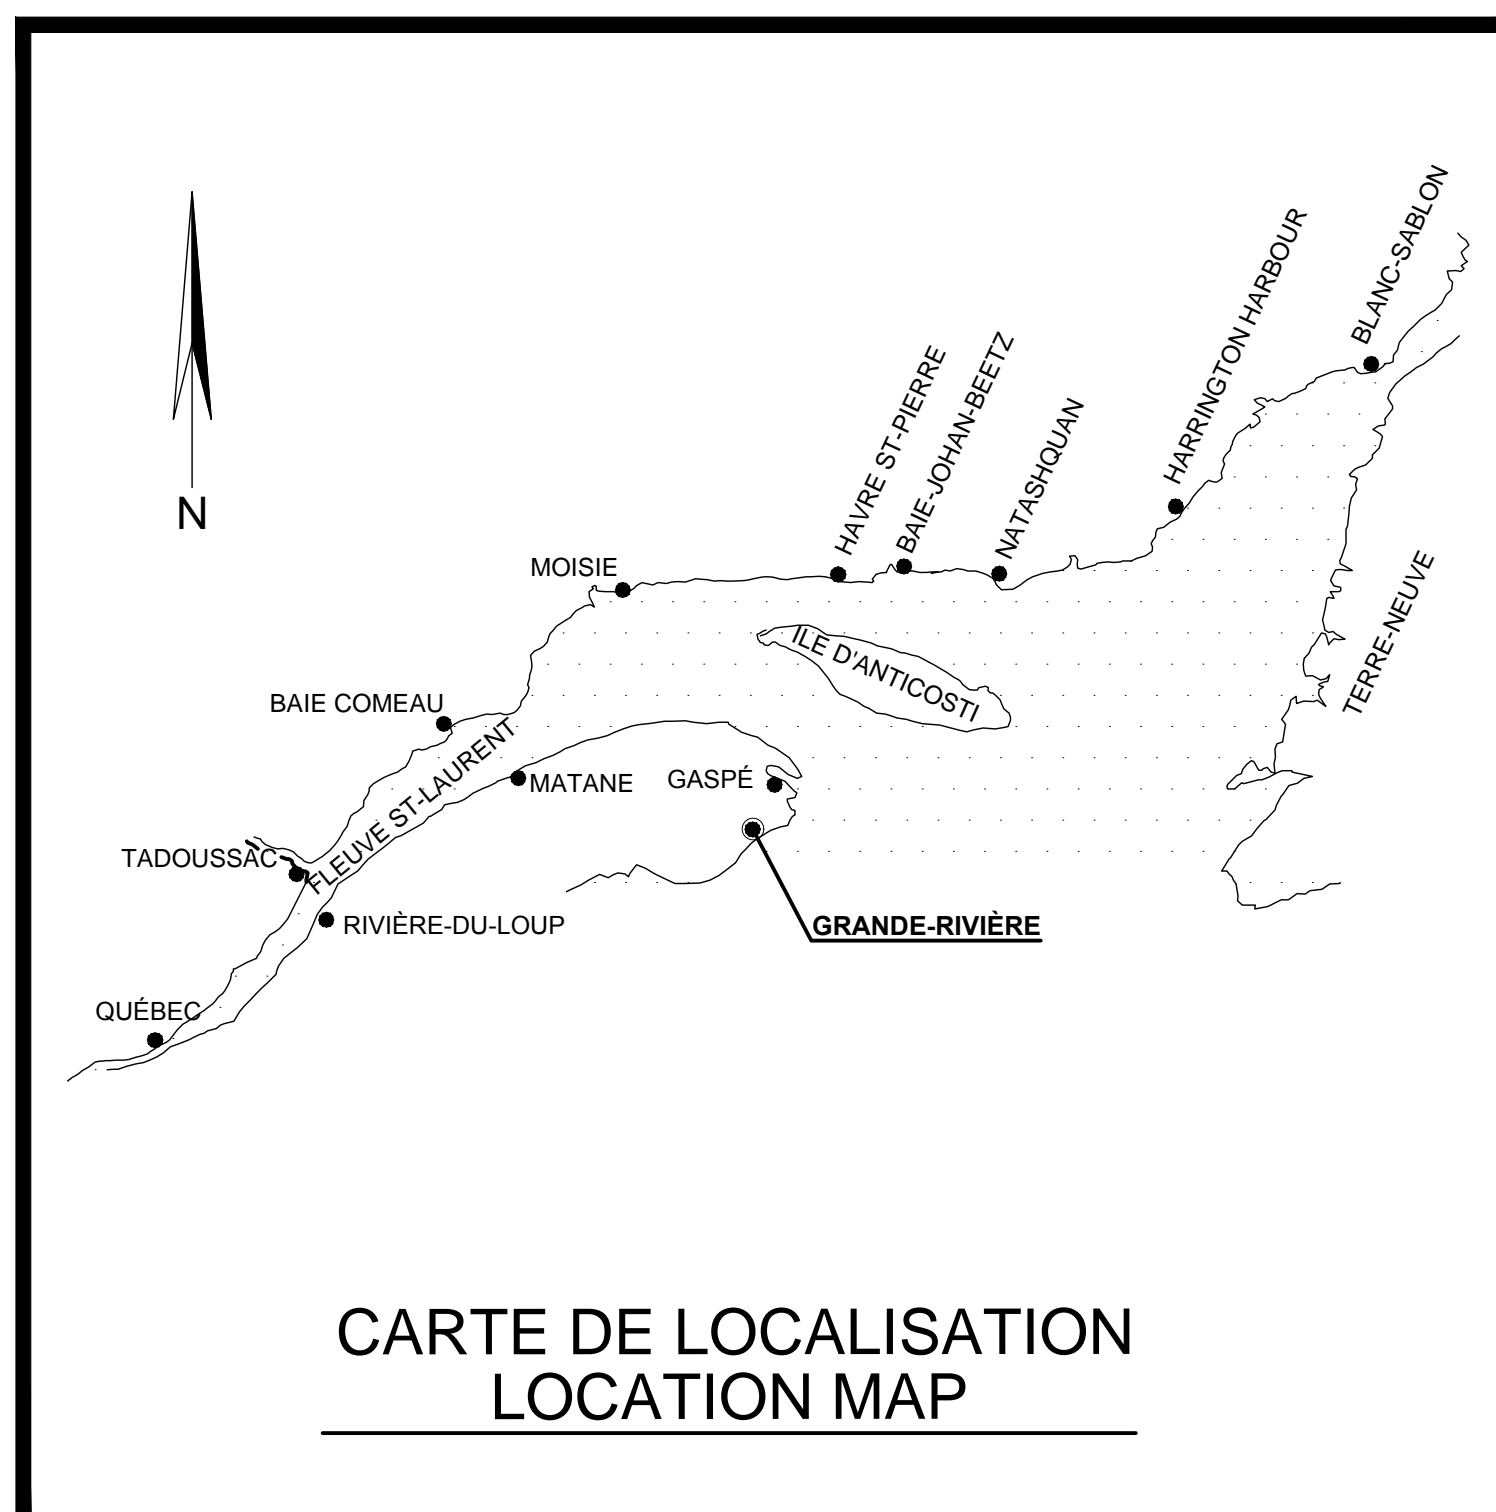 BLANC-SABLON
HARRINGTON HARBOUR
BAIE-JOHAN-BEETZ
HAVRE ST-PIERRE
NATASHQUAN
N
MOISIE
TERRE-NEUVE
ILE D'ANTICOSTI
BAIE COMEAU
FLEUVE ST-LAURENT
MATANE
GASPÉ
TADOUSSAC
RIVIÈRE-DU-LOUP
GRANDE-RIVIÈRE
QUÉBEC
CARTE DE LOCALISATION
LOCATION MAP